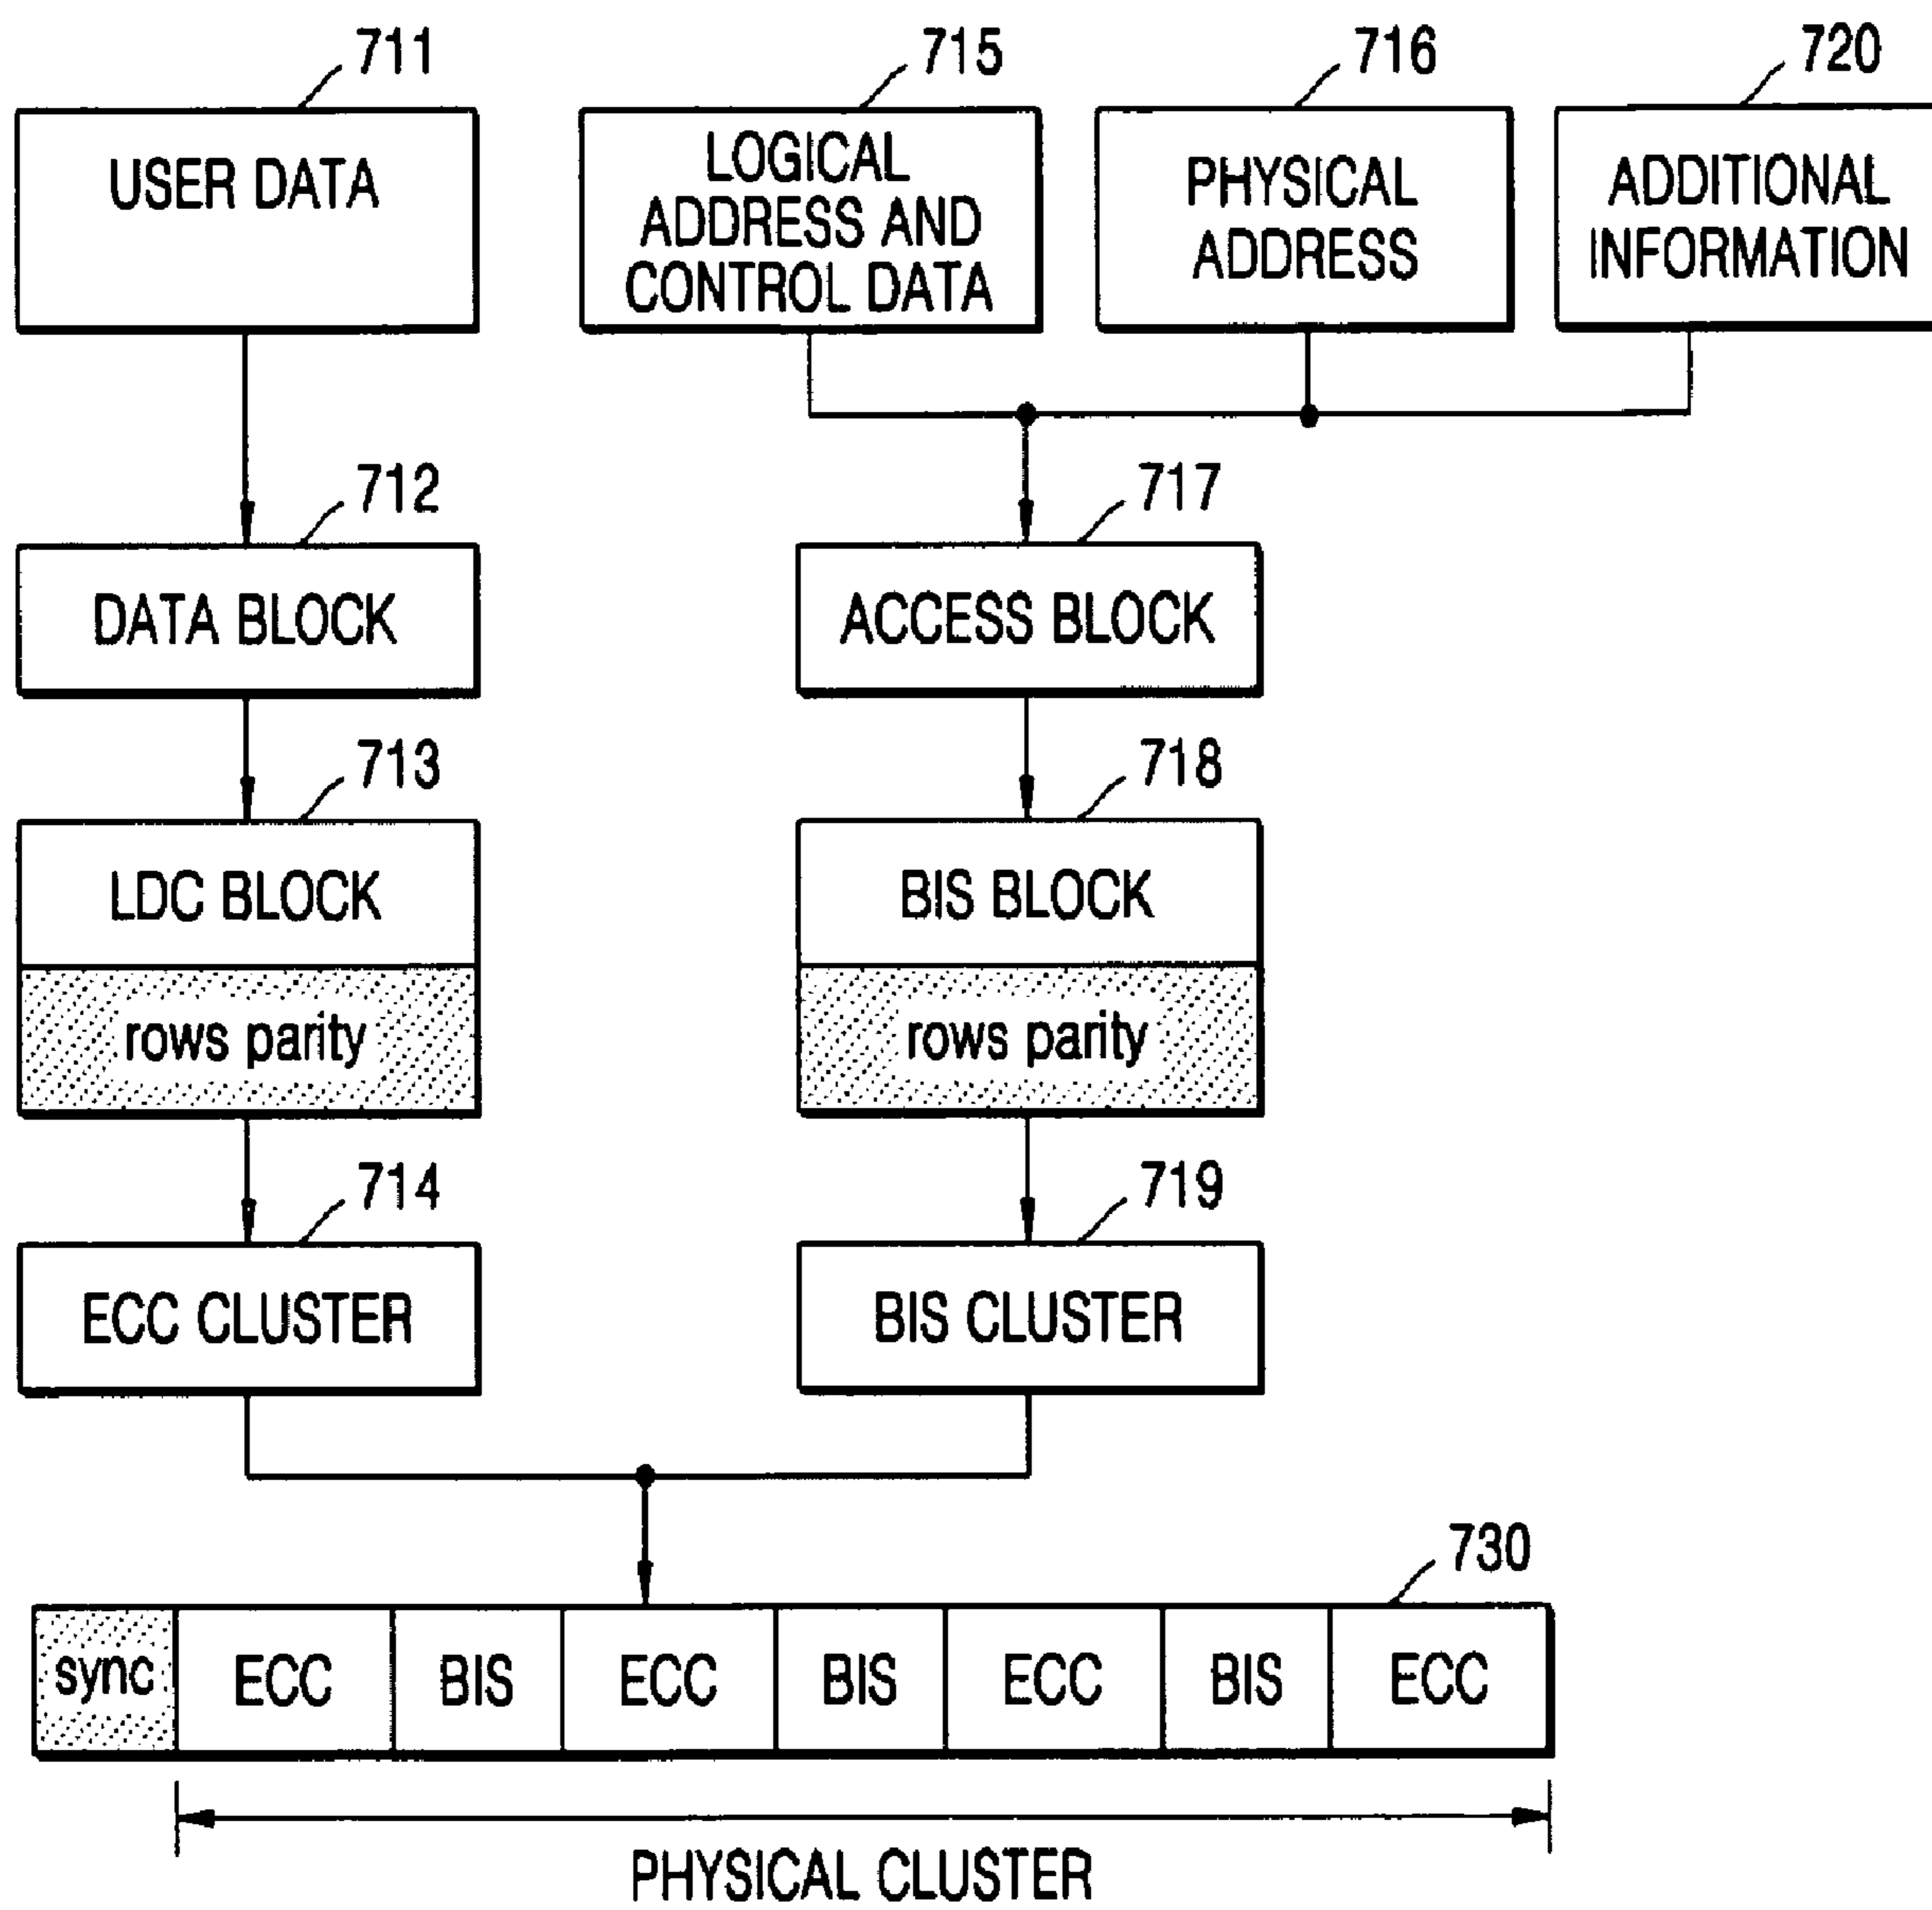 711
715
716
720
USER DATA
LOGICAL
ADDRESS AND
CONTROL DATA
PHYSICAL
ADDRESS
ADDITIONAL
INFORMATION
712
717
DATA BLOCK
ACCESS BLOCK
713
718
LDC BLOCK
rows parity
BIS BLOCK
rows parity
714
719
ECC CLUSTER
BIS CLUSTER
730
sync
ECC
BIS
ECC
BIS
ECC
BIS
ECC
PHYSICAL CLUSTER